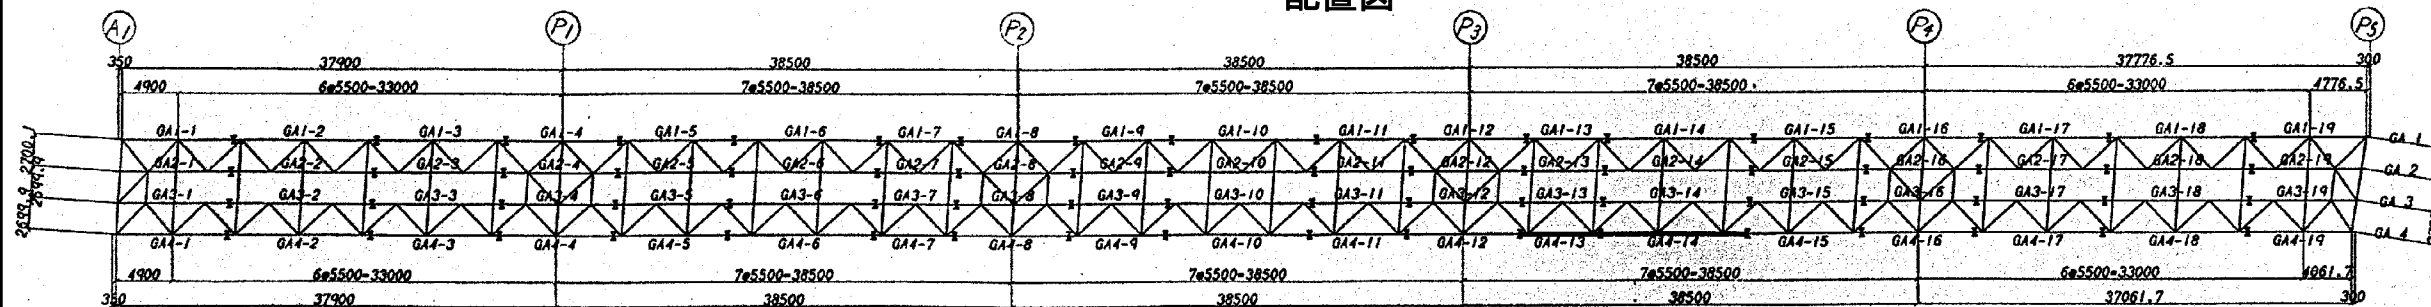 配置図
A1 P1 P2 P3 P4 P5
350 37900 38500 38500 38500 37776.5 300
4900 6@5500-33000 7@5500-38500 7@5500-38500 7@5500-38500 6@5500-33000 4776.5
GA1-1 GA1-2 GA1-3 GA1-4 GA1-5 GA1-6 GA1-7 GA1-8 GA1-9 GA1-10 GA1-11 GA1-12 GA1-13 GA1-14 GA1-15 GA1-16 GA1-17 GA1-18 GA1-19 GA 1
2700
GA2-1 GA2-2 GA2-3 GA2-4 GA2-5 GA2-6 GA2-7 GA2-8 GA2-9 GA2-10 GA2-11 GA2-12 GA2-13 GA2-14 GA2-15 GA2-16 GA2-17 GA2-18 GA2-19 GA 2
2699.9
GA3-1 GA3-2 GA3-3 GA3-4 GA3-5 GA3-6 GA3-7 GA3-8 GA3-9 GA3-10 GA3-11 GA3-12 GA3-13 GA3-14 GA3-15 GA3-16 GA3-17 GA3-18 GA3-19 GA 3
2699.9
GA4-1 GA4-2 GA4-3 GA4-4 GA4-5 GA4-6 GA4-7 GA4-8 GA4-9 GA4-10 GA4-11 GA4-12 GA4-13 GA4-14 GA4-15 GA4-16 GA4-17 GA4-18 GA4-19 GA 4
4900 6@5500-33000 7@5500-38500 7@5500-38500 7@5500-38500 6@5500-33000 4061.7
350 37900 38500 38500 38500 37061.7 300